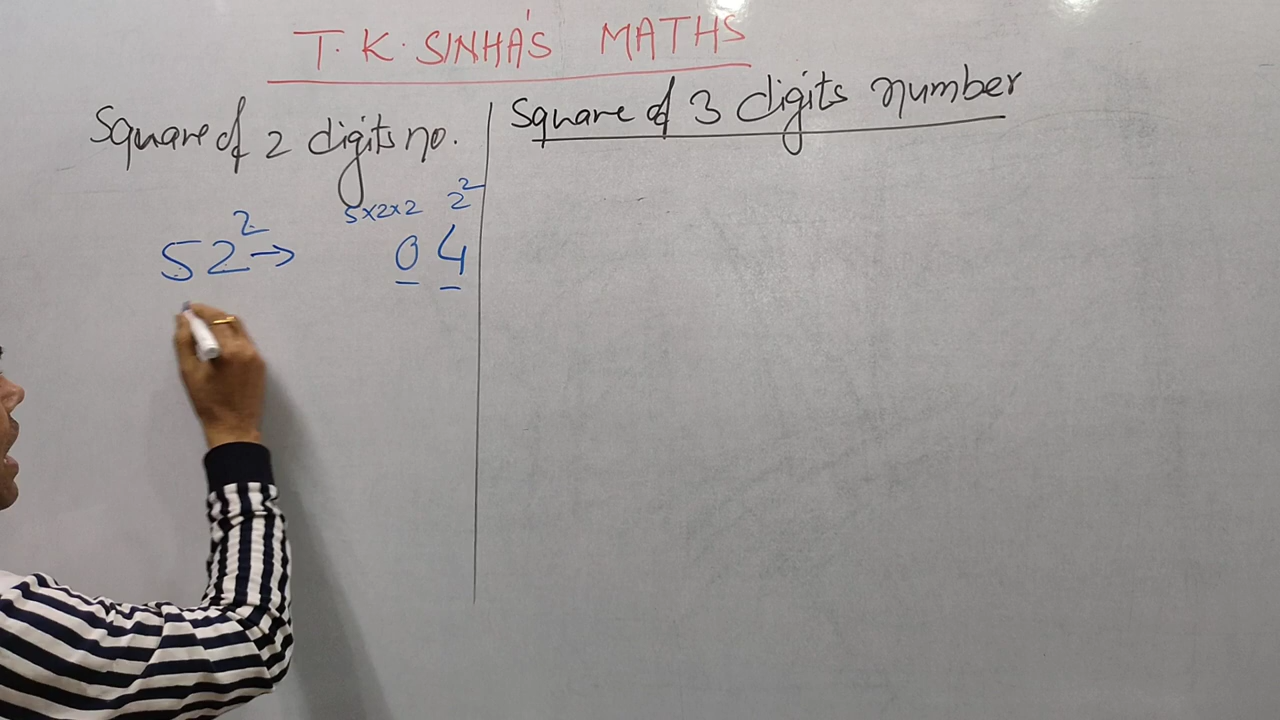 T. K. SINHA'S MATHS
Square of 2 digits no.
5x2x2 2²
52² → 0 4
Square of 3 digits number